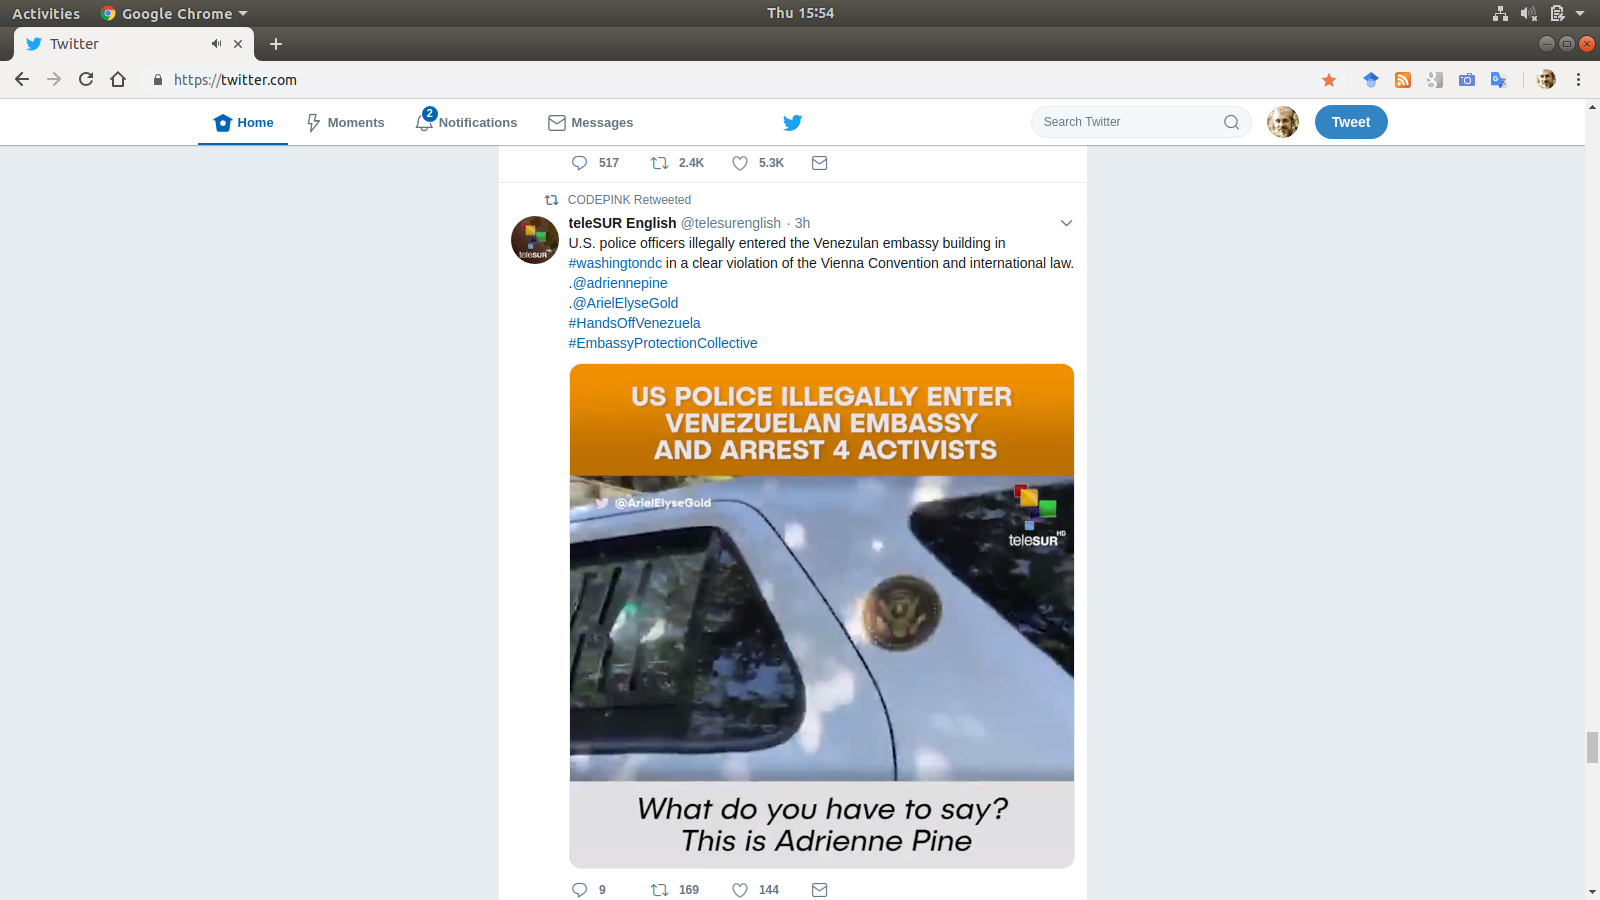 Activities Google Chrome Thu 15:54
Twitter
https://twitter.com
Home Moments 2 Notifications Messages Search Twitter Tweet
517 2.4K 5.3K
CODEPINK Retweeted
teleSUR English @telesurenglish · 3h
U.S. police officers illegally entered the Venezulan embassy building in
#washingtondc in a clear violation of the Vienna Convention and international law.
.@adriennepine
.@ArielElyseGold
#HandsOffVenezuela
#EmbassyProtectionCollective
US POLICE ILLEGALLY ENTER
VENEZUELAN EMBASSY
AND ARREST 4 ACTIVISTS
@ArielElyseGold
teleSUR HD
What do you have to say?
This is Adrienne Pine
9 169 144